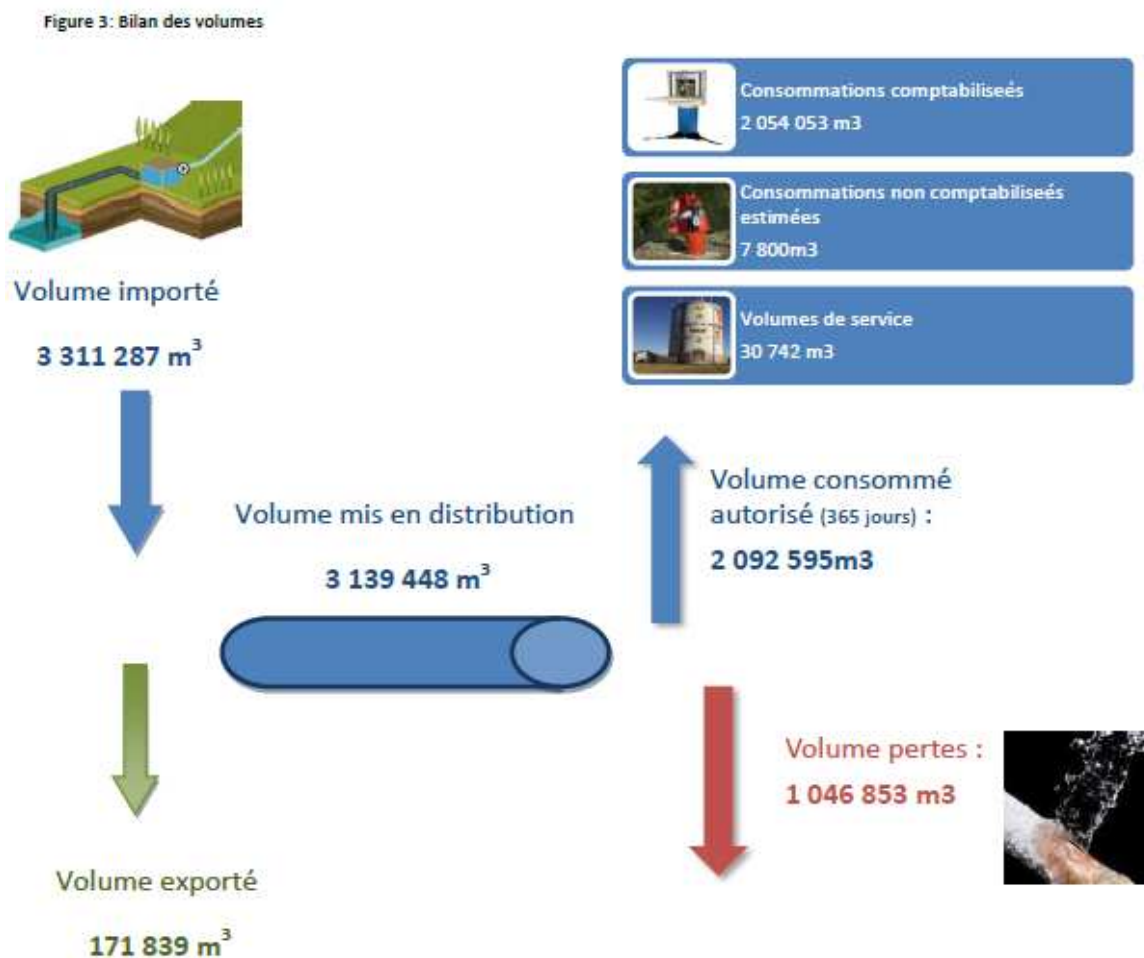 Figure 3: Bilan des volumes
Volume importé
3 311 287 m³
Volume mis en distribution
3 139 448 m³
Volume exporté
171 839 m³
Consommations comptabiliseés
2 054 053 m3
Consommations non comptabiliseés
estimées
7 800m3
Volumes de service
30 742 m3
Volume consommé
autorisé (365 jours) :
2 092 595m3
Volume pertes :
1 046 853 m3